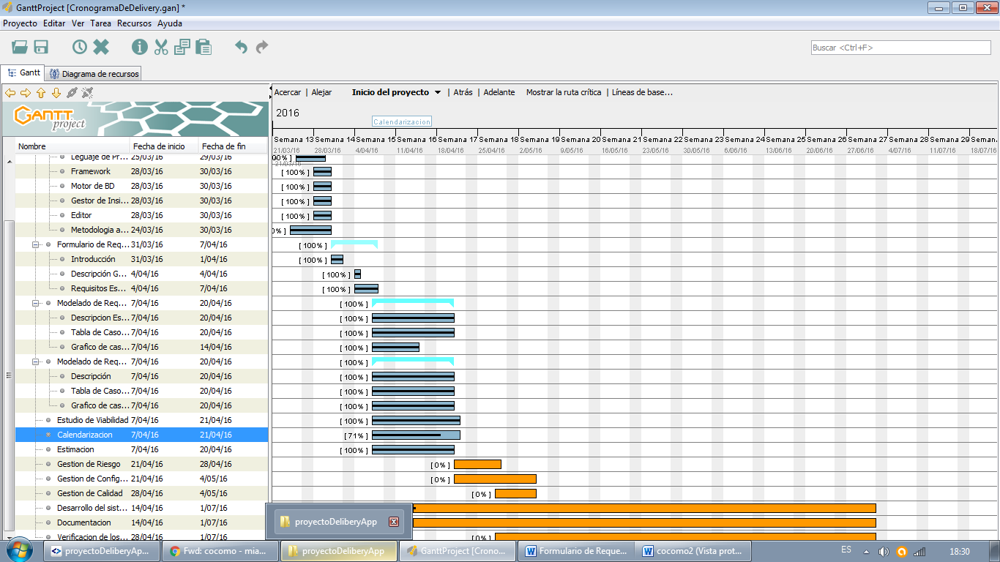 GanttProject [CronogramaDeDelivery.gan] *
Proyecto Editar Ver Tarea Recursos Ayuda
Buscar <Ctrl+F>
Gantt Diagrama de recursos
Acercar | Alejar Inicio del proyecto | Atrás | Adelante Mostrar la ruta crítica | Líneas de base...
GANTT project
2016
Calendarizacion
Nombre Fecha de inicio Fecha de fin
Semana 13 Semana 14 Semana 15 Semana 16 Semana 17 Semana 18 Semana 19 Semana 20 Semana 21 Semana 22 Semana 23 Semana 24 Semana 25 Semana 26 Semana 27 Semana 28 Semana 29
21/03/16 28/03/16 4/04/16 11/04/16 18/04/16 25/04/16 2/05/16 9/05/16 16/05/16 23/05/16 30/05/16 6/06/16 13/06/16 20/06/16 27/06/16 4/07/16 11/07/16 18/07/16
Leguaje de Pr... 25/03/16 29/03/16 00% ]
21/03/16
Framework 28/03/16 30/03/16 [ 100% ]
Motor de BD 28/03/16 30/03/16 [ 100% ]
Gestor de Insi... 28/03/16 30/03/16 [ 100% ]
Editor 28/03/16 30/03/16 [ 100% ]
Metodologia a... 24/03/16 30/03/16 0% ]
Formulario de Req... 31/03/16 7/04/16 [ 100% ]
Introducción 31/03/16 1/04/16 [ 100% ]
Descripción G... 4/04/16 4/04/16 [ 100% ]
Requisitos Es... 4/04/16 7/04/16 [ 100% ]
Modelado de Req... 7/04/16 20/04/16 [ 100% ]
Descripcion Es... 7/04/16 20/04/16 [ 100% ]
Tabla de Caso... 7/04/16 20/04/16 [ 100% ]
Grafico de cas... 7/04/16 14/04/16 [ 100% ]
Modelado de Req... 7/04/16 20/04/16 [ 100% ]
Descripción 7/04/16 20/04/16 [ 100% ]
Tabla de Caso... 7/04/16 20/04/16 [ 100% ]
Grafico de cas... 7/04/16 20/04/16 [ 100% ]
Estudio de Viabilidad 7/04/16 21/04/16 [ 100% ]
Calendarizacion 7/04/16 21/04/16 [ 71% ]
Estimacion 7/04/16 20/04/16 [ 100% ]
Gestion de Riesgo 21/04/16 28/04/16 [ 0% ]
Gestion de Config... 21/04/16 4/05/16 [ 0% ]
Gestion de Calidad 28/04/16 4/05/16 [ 0% ]
Desarrollo del sist... 14/04/16 1/07/16
Documentacion 14/04/16 1/07/16
proyectoDeliberyApp
Verificacion de los... 28/04/16 1/07/16
proyectoDeliberyAp... Fwd: cocomo - mia... proyectoDeliberyApp GanttProject [Crono... Formulario de Reque... cocomo2 (Vista prot... ES 18:30